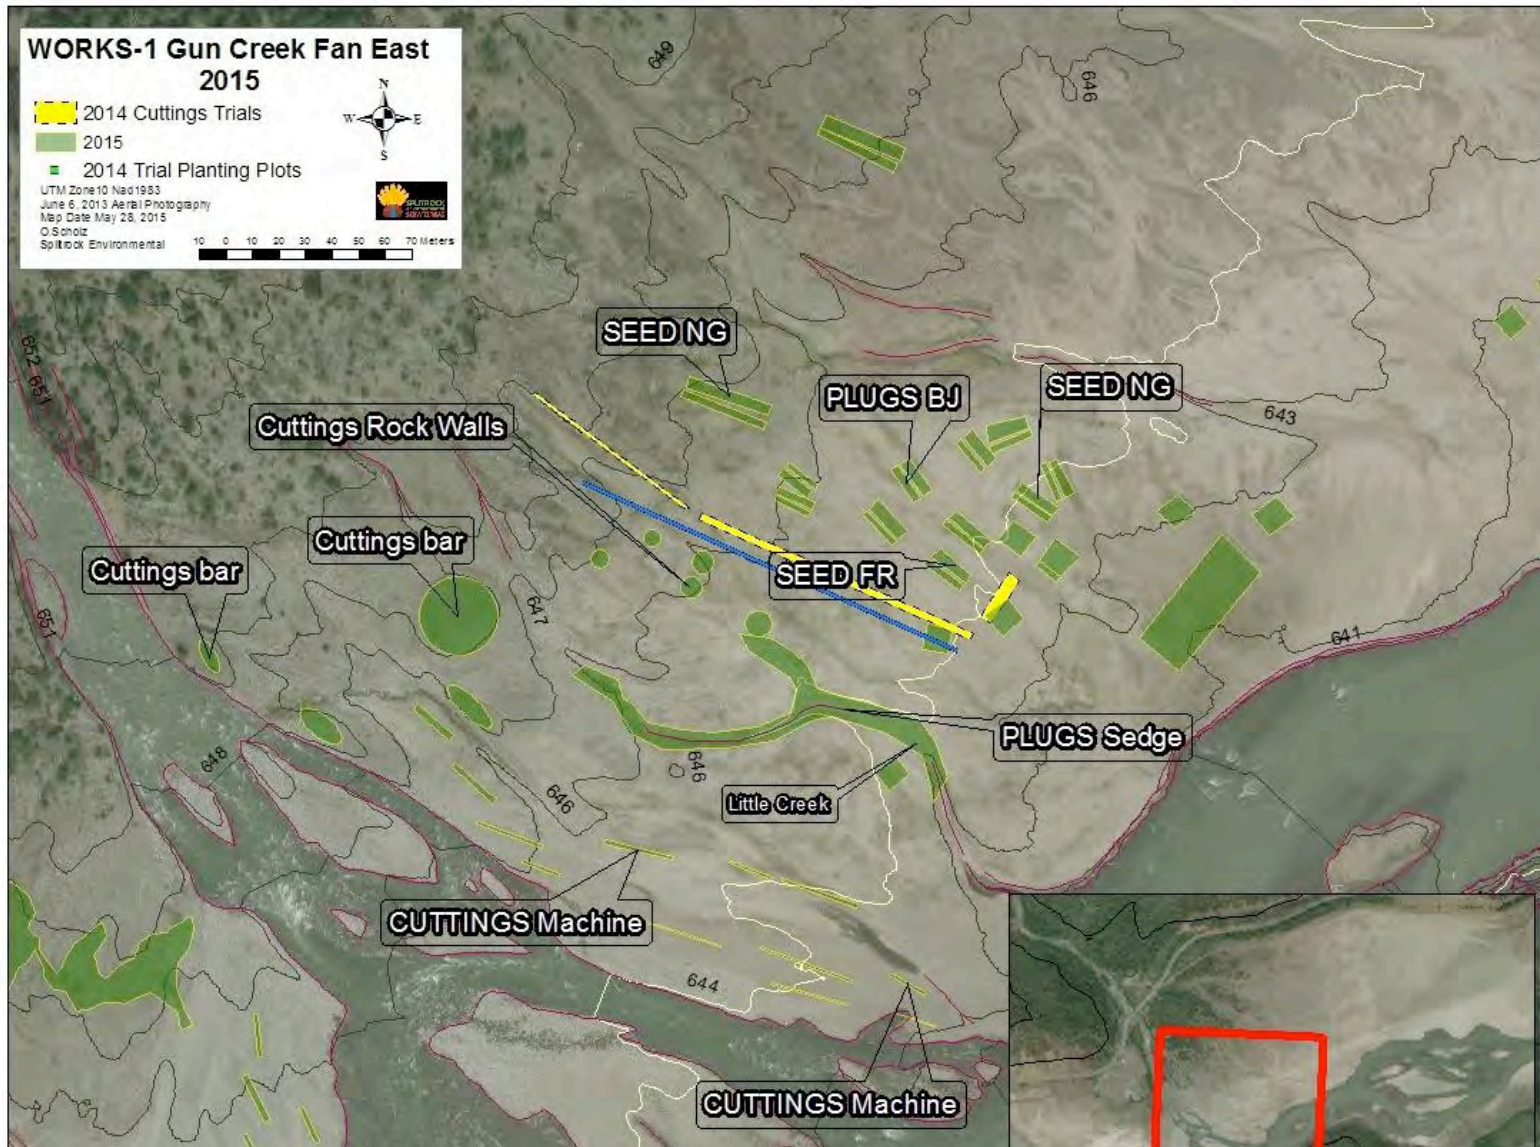 WORKS-1 Gun Creek Fan East
2015
N
W E
S
2014 Cuttings Trials
2015
2014 Trial Planting Plots
UTM Zone10 Nad1983
June 6, 2013 Aerial Photography
Map Date May 28, 2015
O.Scholz
Splitrock Environmental
SPLITROCK
10 0 10 20 30 40 50 60 70 Meters
649
646
SEED NG
PLUGS BJ
SEED NG
643
652
651
Cuttings Rock Walls
Cuttings bar
Cuttings bar
SEED FR
647
651
641
PLUGS Sedge
648
646
646
Little Creek
CUTTINGS Machine
644
CUTTINGS Machine